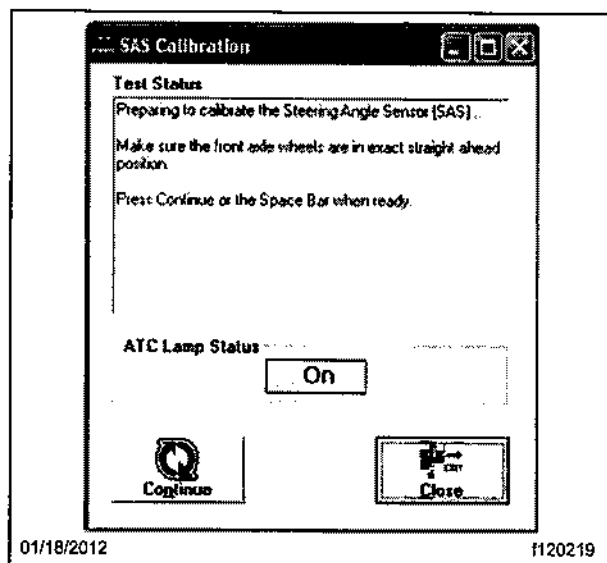 SAS Calibration
Test Status
Preparing to calibrate the Steering Angle Sensor [SAS]...
Make sure the front axle wheels are in exact straight ahead
position.
Press Continue or the Space Bar when ready.
ATC Lamp Status
On
EXIT
Continue
Close
01/18/2012
f120219